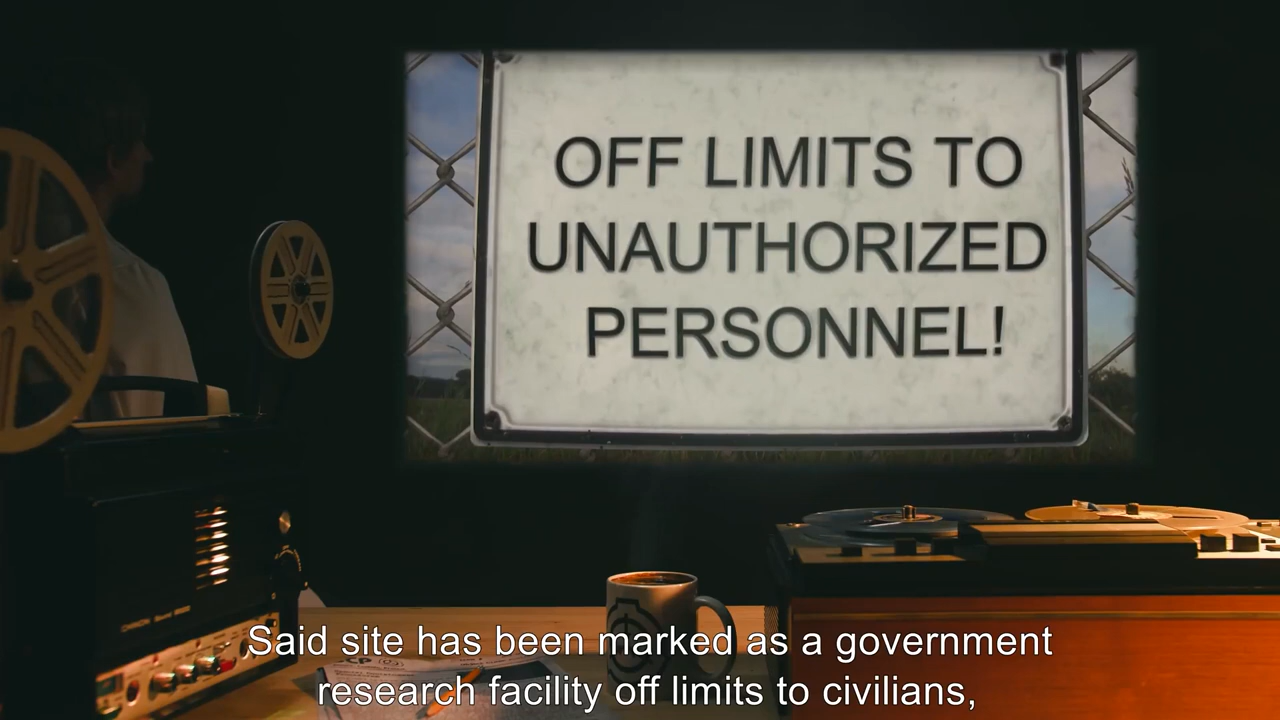 OFF LIMITS TO
UNAUTHORIZED
PERSONNEL!
Said site has been marked as a government
research facility off limits to civilians,